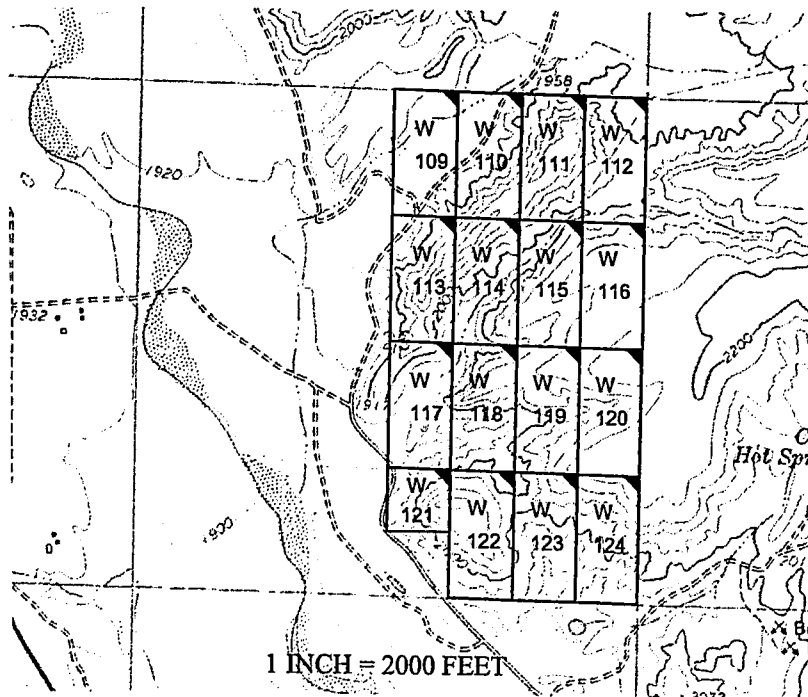 2000
1958
W W W W
109 110 111 112
1920
W W W W
113 114 115 116
1932
2200
W W W W
117 118 119 120
Hot Spr
W
121
W W W
122 123 124
1900
1 INCH = 2000 FEET